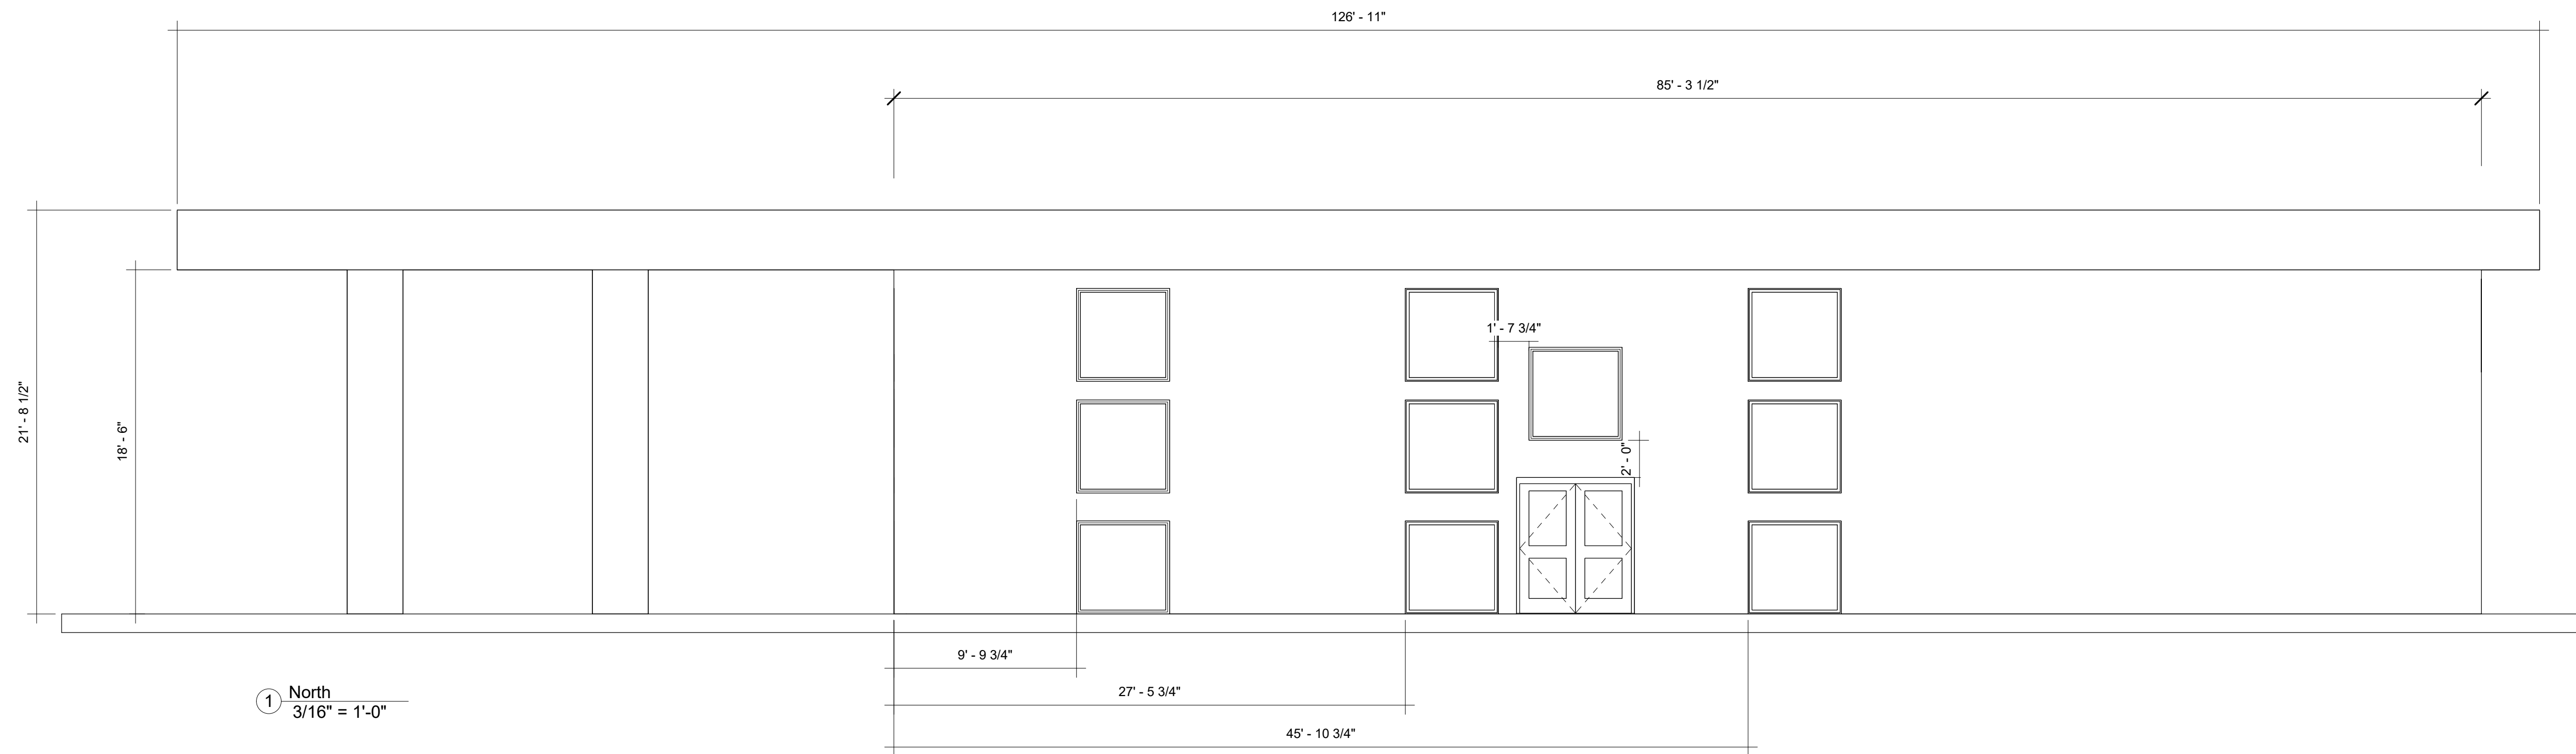 126' - 11"
85' - 3 1/2"
1' - 7 3/4"
21' - 8 1/2"
18' - 6"
2' - 0"
9' - 9 3/4"
27' - 5 3/4"
45' - 10 3/4"
1
North
3/16" = 1'-0"